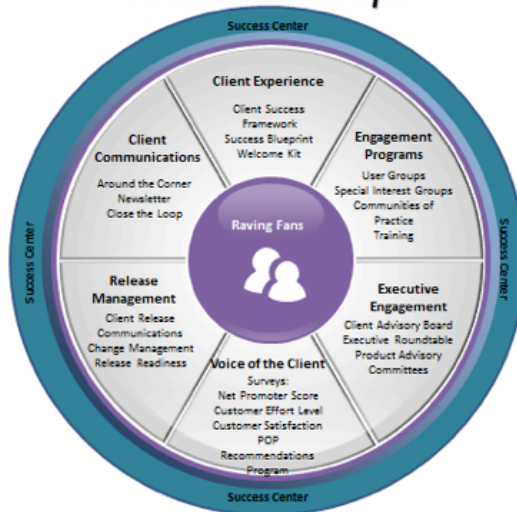 Success Center
Client Experience
Client Success
Framework
Success Blueprint
Welcome Kit
Engagement
Programs
User Groups
Special Interest Groups
Communities of
Practice
Training
Success Center
Executive
Engagement
Client Advisory Board
Executive Roundtable
Product Advisory
Committees
Voice of the Client
Surveys:
Net Promoter Score
Customer Effort Level
Customer Satisfaction
POP
Recommendations
Program
Success Center
Release
Management
Client Release
Communications
Change Management
Release Readiness
Success Center
Client
Communications
Around the Corner
Newsletter
Close the Loop
Raving Fans